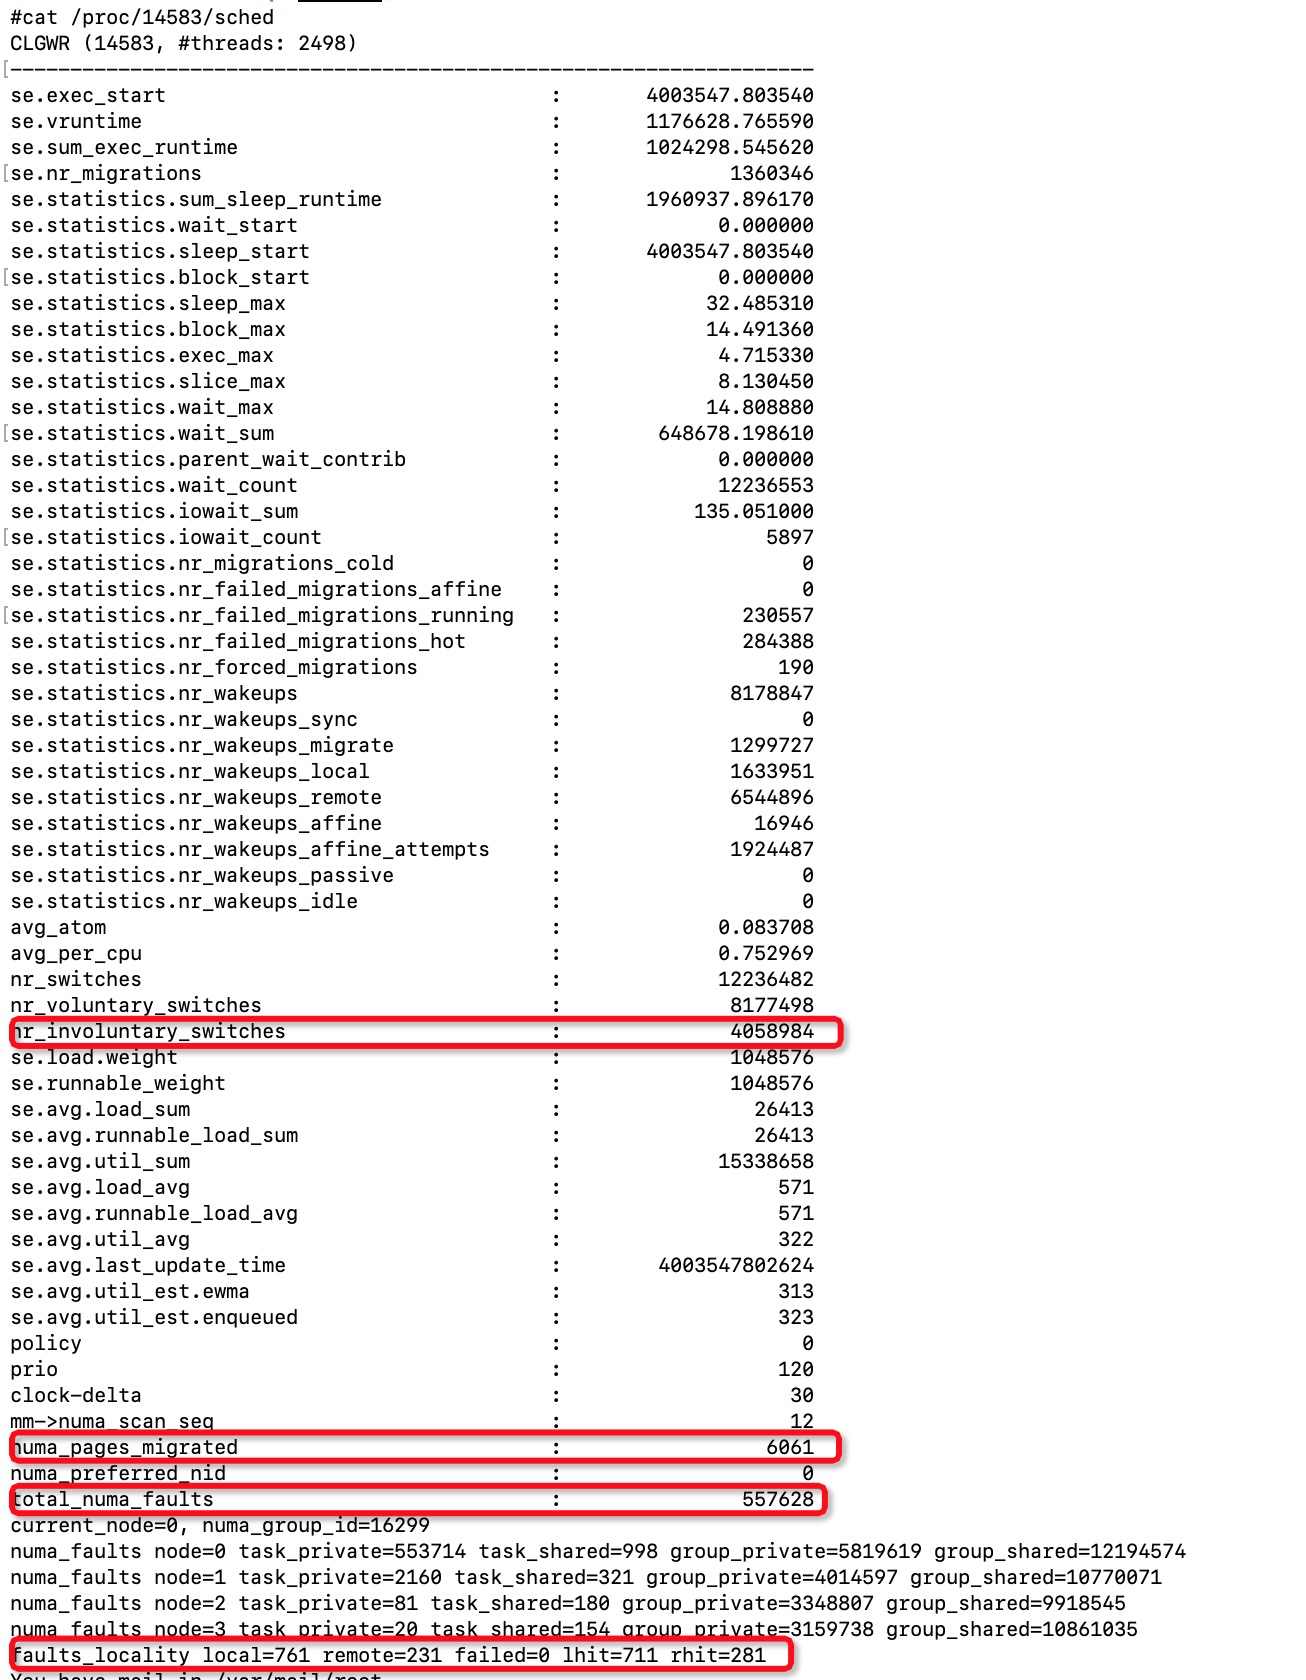 #cat /proc/14583/sched
CLGWR (14583, #threads: 2498)
-------------------------------------------------------------------
se.exec_start : 4003547.803540
se.vruntime : 1176628.765590
se.sum_exec_runtime : 1024298.545620
se.nr_migrations : 1360346
se.statistics.sum_sleep_runtime : 1960937.896170
se.statistics.wait_start : 0.000000
se.statistics.sleep_start : 4003547.803540
se.statistics.block_start : 0.000000
se.statistics.sleep_max : 32.485310
se.statistics.block_max : 14.491360
se.statistics.exec_max : 4.715330
se.statistics.slice_max : 8.130450
se.statistics.wait_max : 14.808880
se.statistics.wait_sum : 648678.198610
se.statistics.parent_wait_contrib : 0.000000
se.statistics.wait_count : 12236553
se.statistics.iowait_sum : 135.051000
se.statistics.iowait_count : 5897
se.statistics.nr_migrations_cold : 0
se.statistics.nr_failed_migrations_affine : 0
se.statistics.nr_failed_migrations_running : 230557
se.statistics.nr_failed_migrations_hot : 284388
se.statistics.nr_forced_migrations : 190
se.statistics.nr_wakeups : 8178847
se.statistics.nr_wakeups_sync : 0
se.statistics.nr_wakeups_migrate : 1299727
se.statistics.nr_wakeups_local : 1633951
se.statistics.nr_wakeups_remote : 6544896
se.statistics.nr_wakeups_affine : 16946
se.statistics.nr_wakeups_affine_attempts : 1924487
se.statistics.nr_wakeups_passive : 0
se.statistics.nr_wakeups_idle : 0
avg_atom : 0.083708
avg_per_cpu : 0.752969
nr_switches : 12236482
nr_voluntary_switches : 8177498
nr_involuntary_switches : 4058984
se.load.weight : 1048576
se.runnable_weight : 1048576
se.avg.load_sum : 26413
se.avg.runnable_load_sum : 26413
se.avg.util_sum : 15338658
se.avg.load_avg : 571
se.avg.runnable_load_avg : 571
se.avg.util_avg : 322
se.avg.last_update_time : 4003547802624
se.avg.util_est.ewma : 313
se.avg.util_est.enqueued : 323
policy : 0
prio : 120
clock-delta : 30
mm->numa_scan_seq : 12
numa_pages_migrated : 6061
numa_preferred_nid : 0
total_numa_faults : 557628
current_node=0, numa_group_id=16299
numa_faults node=0 task_private=553714 task_shared=998 group_private=5819619 group_shared=12194574
numa_faults node=1 task_private=2160 task_shared=321 group_private=4014597 group_shared=10770071
numa_faults node=2 task_private=81 task_shared=180 group_private=3348807 group_shared=9918545
numa_faults node=3 task_private=20 task_shared=154 group_private=3159738 group_shared=10861035
faults_locality local=761 remote=231 failed=0 lhit=711 rhit=281
You have mail in /var/mail/root